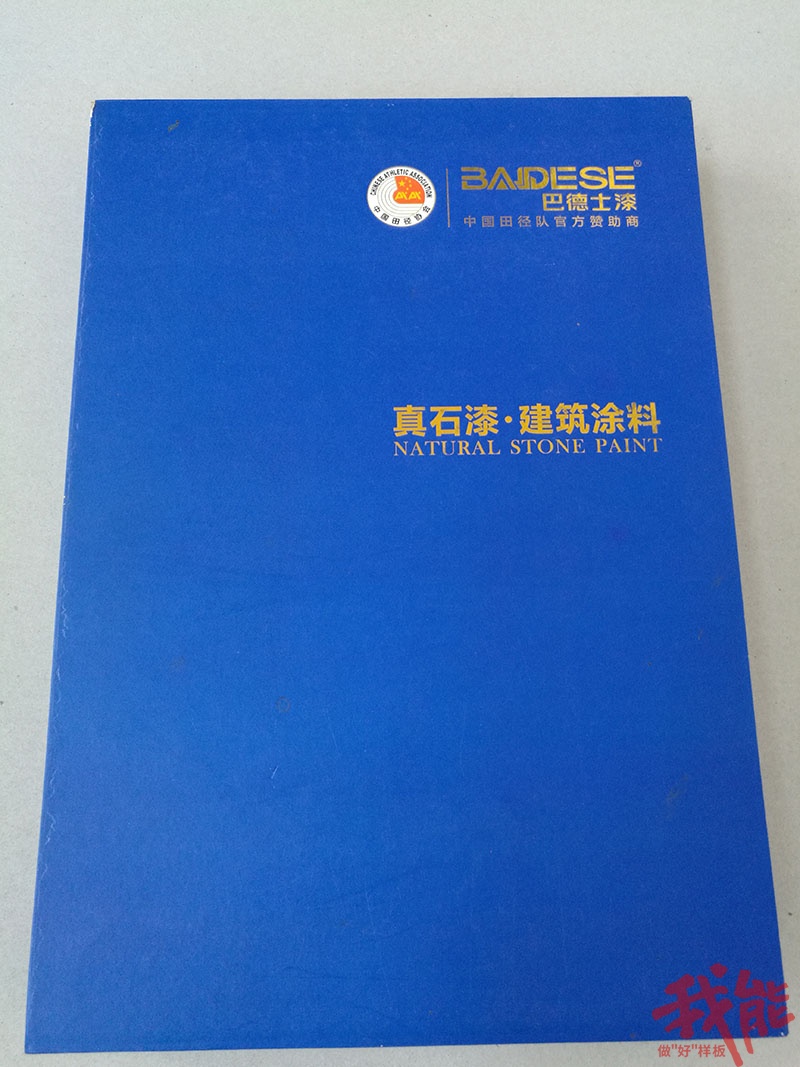 CHINESE ATHLETIC ASSOCIATION
中国田径协会
BADESE®
巴德士漆
中国田径队官方赞助商
真石漆·建筑涂料
NATURAL STONE PAINT
我能
做"好"样板